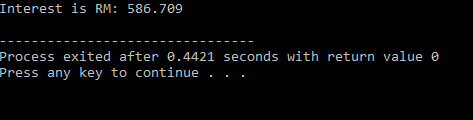 Interest is RM: 586.709
--------------------------------
Process exited after 0.4421 seconds with return value 0
Press any key to continue . . .